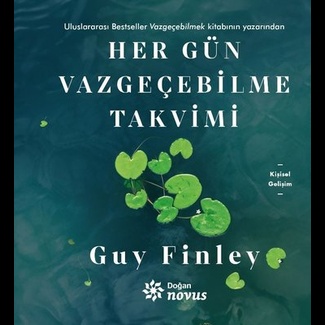 Uluslararası Bestseller Vazgeçebilmek kitabının yazarından
HER GÜN
VAZGEÇEBİLME
TAKVİMİ
Kişisel
Gelişim
Guy Finley
Doğan
novus